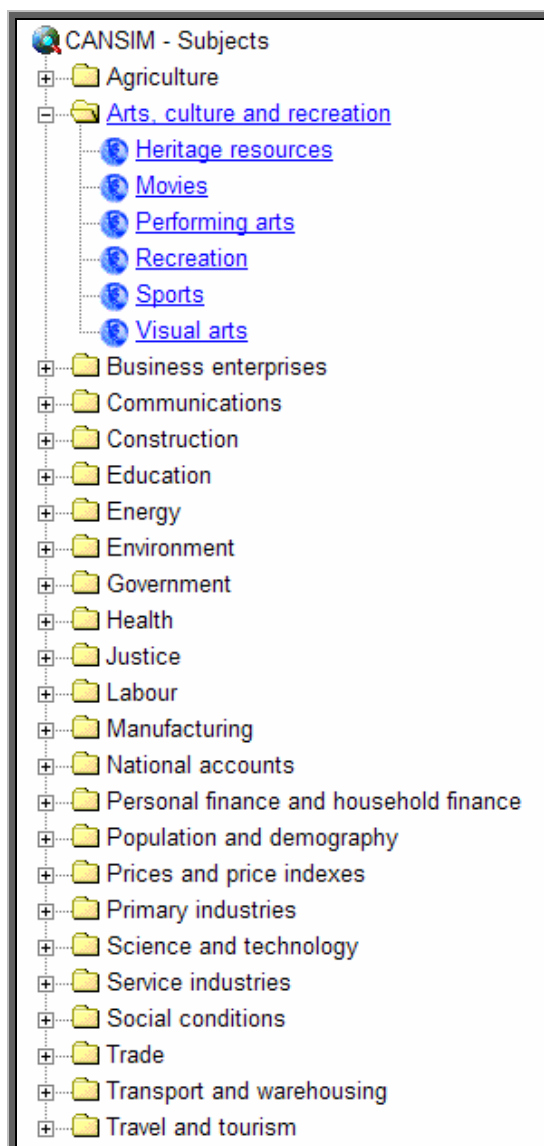 CANSIM - Subjects
Agriculture
Arts, culture and recreation
Heritage resources
Movies
Performing arts
Recreation
Sports
Visual arts
Business enterprises
Communications
Construction
Education
Energy
Environment
Government
Health
Justice
Labour
Manufacturing
National accounts
Personal finance and household finance
Population and demography
Prices and price indexes
Primary industries
Science and technology
Service industries
Social conditions
Trade
Transport and warehousing
Travel and tourism